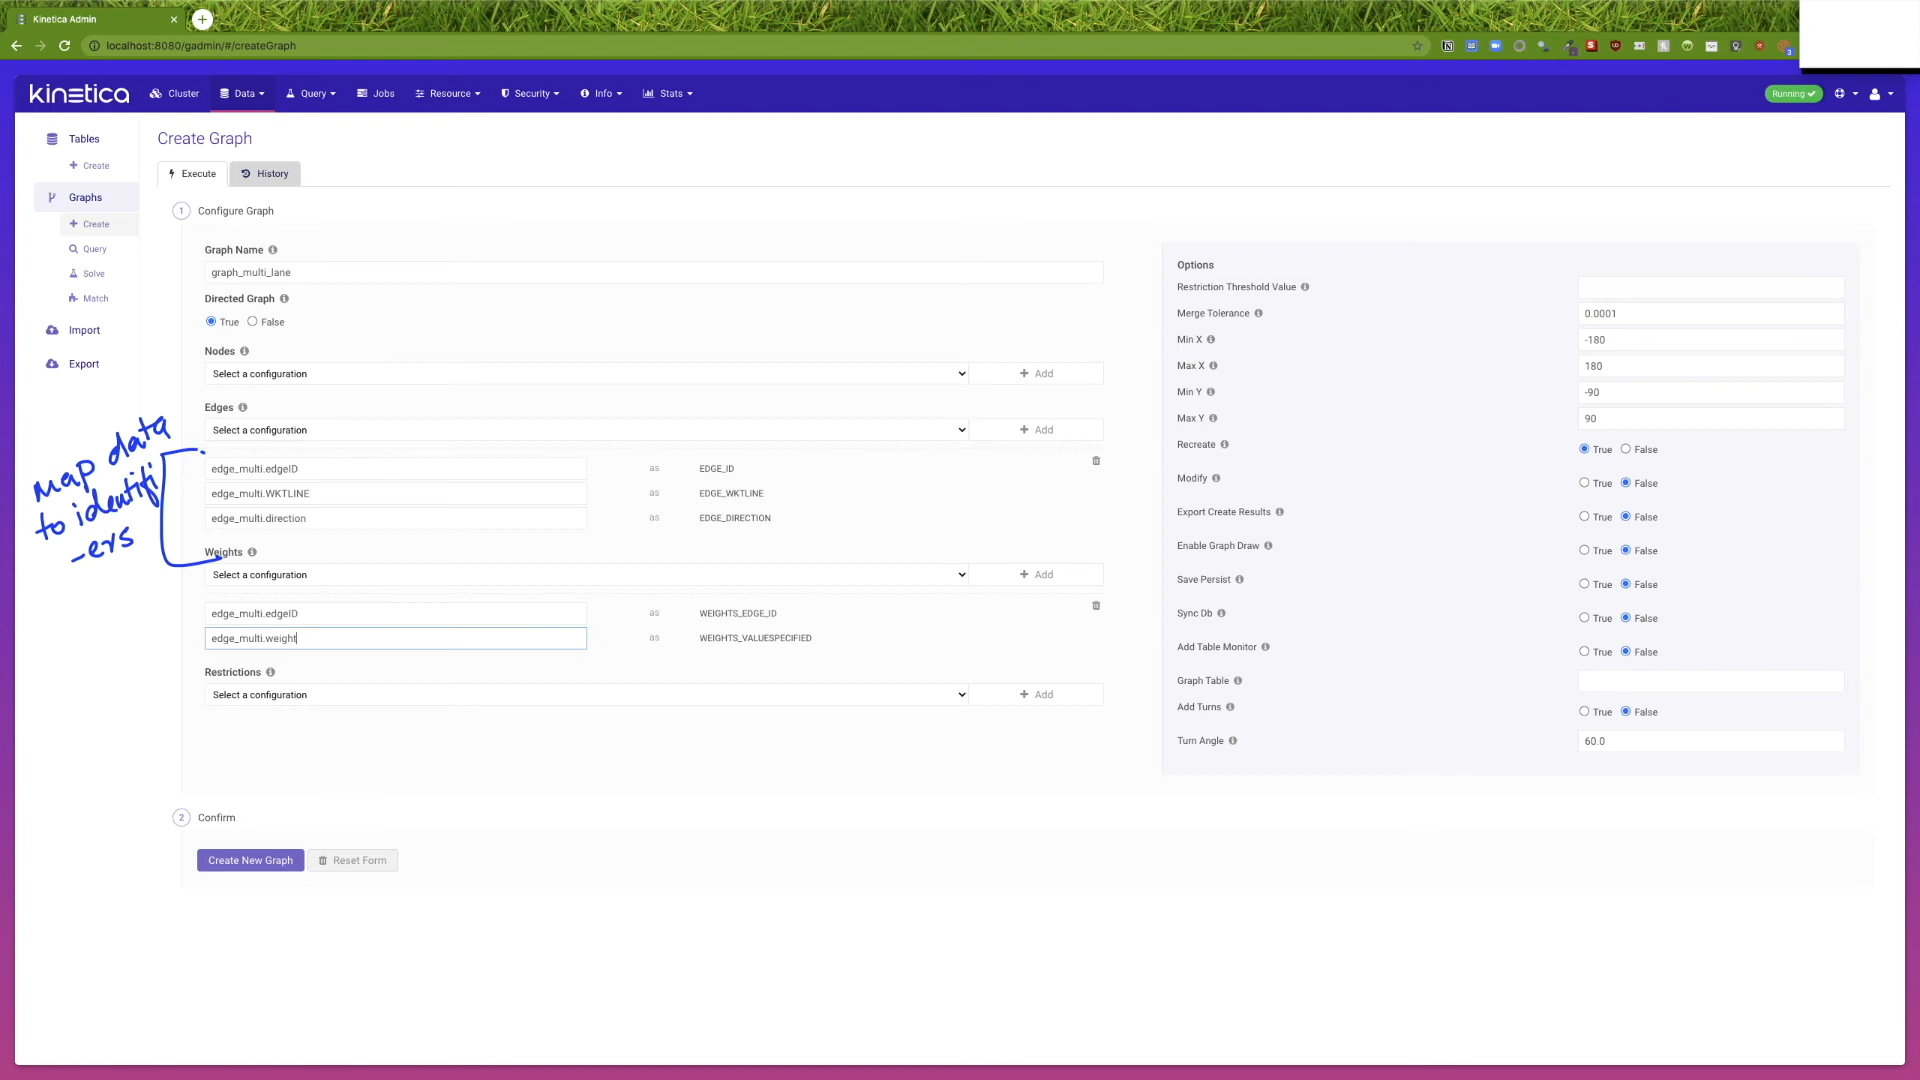 Kinetica Admin
localhost:8080/gadmin/#/createGraph
kinetica Cluster Data Query Jobs Resource Security Info Stats Running
Tables
Create
Graphs
Create
Query
Solve
Match
Import
Export
map data
to identifi
-ers
Create Graph
Execute History
1 Configure Graph
Graph Name
graph_multi_lane
Directed Graph
True False
Nodes
Select a configuration + Add
Edges
Select a configuration + Add
edge_multi.edgeID as EDGE_ID
edge_multi.WKTLINE as EDGE_WKTLINE
edge_multi.direction as EDGE_DIRECTION
Weights
Select a configuration + Add
edge_multi.edgeID as WEIGHTS_EDGE_ID
edge_multi.weight as WEIGHTS_VALUESPECIFIED
Restrictions
Select a configuration + Add
Options
Restriction Threshold Value
Merge Tolerance 0.0001
Min X -180
Max X 180
Min Y -90
Max Y 90
Recreate True False
Modify True False
Export Create Results True False
Enable Graph Draw True False
Save Persist True False
Sync Db True False
Add Table Monitor True False
Graph Table
Add Turns True False
Turn Angle 60.0
2 Confirm
Create New Graph Reset Form